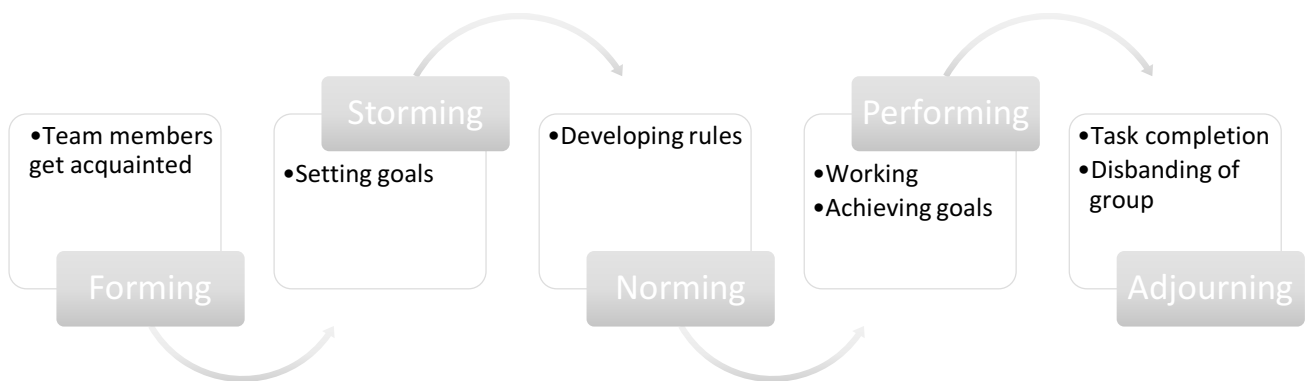 •Team members
get acquainted
Forming
Storming
•Setting goals
•Developing rules
Norming
Performing
•Working
•Achieving goals
•Task completion
•Disbanding of
group
Adjourning